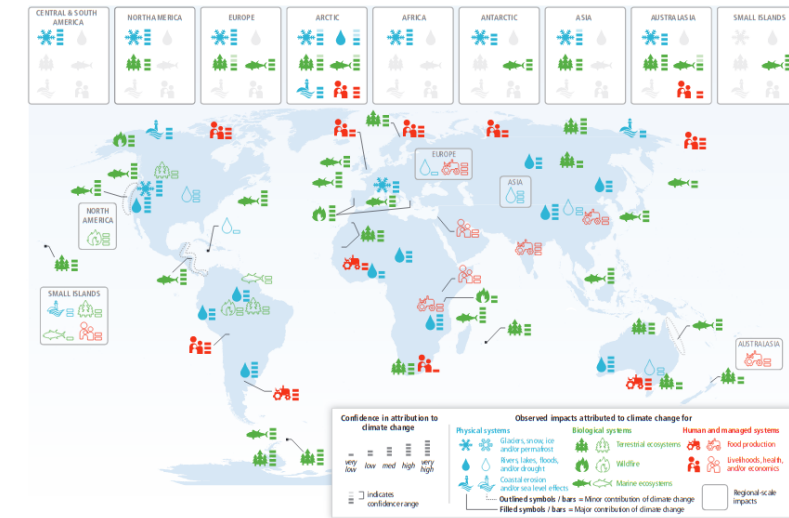 CENTRAL & SOUTH
AMERICA
NORTH AMERICA
EUROPE
ARCTIC
AFRICA
ANTARCTIC
ASIA
AUSTRALASIA
SMALL ISLANDS
EUROPE
ASIA
NORTH
AMERICA
SMALL ISLANDS
AUSTRALASIA
Confidence in attribution to
climate change
very
low
low
med
high
very
high
indicates
confidence range
Observed impacts attributed to climate change for
Physical systems
Glaciers, snow, ice
and/or permafrost
Rivers, lakes, floods,
and/or drought
Coastal erosion
and/or sea level effects
Biological systems
Terrestrial ecosystems
Wildfire
Marine ecosystems
Human and managed systems
Food production
Livelihoods, health,
and/or economics
Outlined symbols / bars = Minor contribution of climate change
Filled symbols / bars = Major contribution of climate change
Regional-scale
impacts